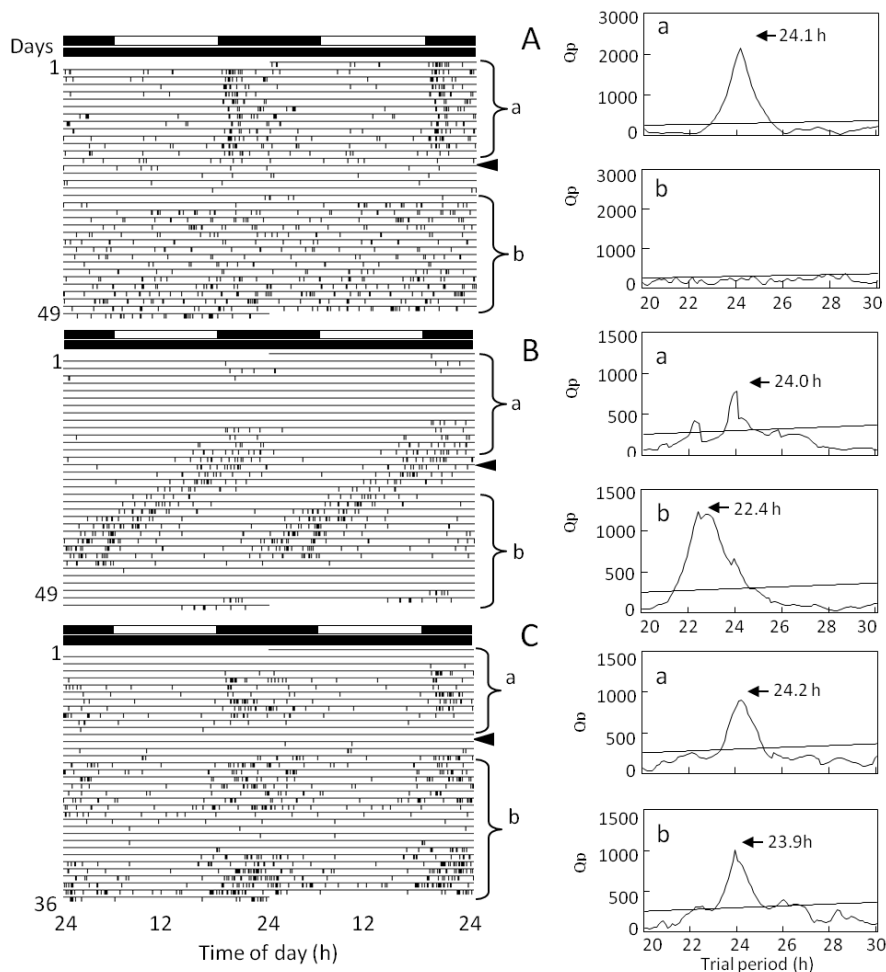 Days
1
49
A
a
b
1
49
B
a
b
1
36
C
a
b
24 12 24 12 24
Time of day (h)
3000
2000
1000
0
Qp
a
24.1 h
3000
2000
1000
0
Qp
b
20 22 24 26 28 30
1500
1000
500
0
Qp
a
24.0 h
1500
1000
500
0
Qp
b
22.4 h
20 22 24 26 28 30
1500
1000
500
0
Qp
a
24.2 h
1500
1000
500
0
Qp
b
23.9h
20 22 24 26 28 30
Trial period (h)